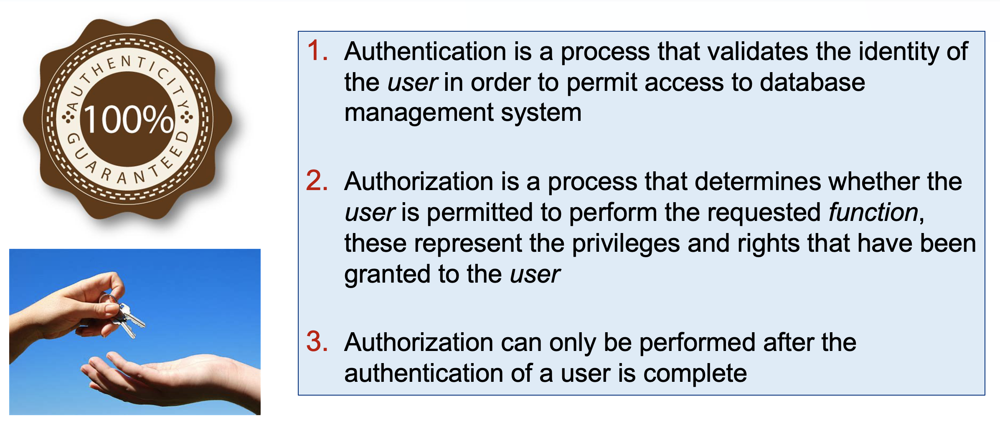 AUTHENTICITY
100%
GUARANTEED
1. Authentication is a process that validates the identity of
the user in order to permit access to database
management system
2. Authorization is a process that determines whether the
user is permitted to perform the requested function,
these represent the privileges and rights that have been
granted to the user
3. Authorization can only be performed after the
authentication of a user is complete